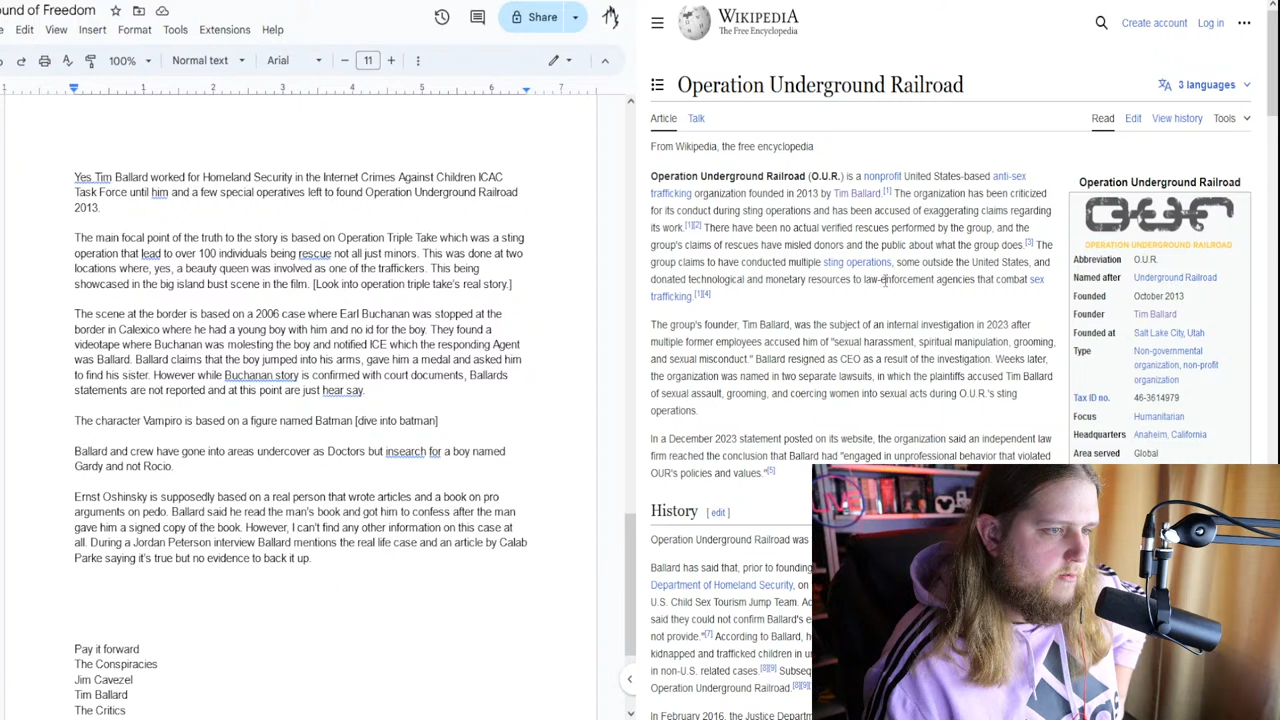 ound of Freedom
Edit View Insert Format Tools Extensions Help
Share
100% Normal text Arial 11
1 1 2 3 4 5 6 7
Yes Tim Ballard worked for Homeland Security in the Internet Crimes Against Children ICAC
Task Force until him and a few special operatives left to found Operation Underground Railroad
2013.
The main focal point of the truth to the story is based on Operation Triple Take which was a sting
operation that lead to over 100 individuals being rescue not all just minors. This was done at two
locations where, yes, a beauty queen was involved as one of the traffickers. This being
showcased in the big island bust scene in the film. [Look into operation triple take's real story.]
The scene at the border is based on a 2006 case where Earl Buchanan was stopped at the
border in Calexico where he had a young boy with him and no id for the boy. They found a
videotape where Buchanan was molesting the boy and notified ICE which the responding Agent
was Ballard. Ballard claims that the boy jumped into his arms, gave him a medal and asked him
to find his sister. However while Buchanan story is confirmed with court documents, Ballards
statements are not reported and at this point are just hear say.
The character Vampiro is based on a figure named Batman [dive into batman]
Ballard and crew have gone into areas undercover as Doctors but insearch for a boy named
Gardy and not Rocio.
Ernst Oshinsky is supposedly based on a real person that wrote articles and a book on pro
arguments on pedo. Ballard said he read the man's book and got him to confess after the man
gave him a signed copy of the book. However, I can't find any other information on this case at
all. During a Jordan Peterson interview Ballard mentions the real life case and an article by Calab
Parke saying it's true but no evidence to back it up.
Pay it forward
The Conspiracies
Jim Cavezel
Tim Ballard
The Critics
WIKIPEDIA
The Free Encyclopedia
Create account Log in
Operation Underground Railroad
3 languages
Article Talk
Read Edit View history Tools
From Wikipedia, the free encyclopedia
Operation Underground Railroad (O.U.R.) is a nonprofit United States-based anti-sex
trafficking organization founded in 2013 by Tim Ballard.[1] The organization has been criticized
for its conduct during sting operations and has been accused of exaggerating claims regarding
its work.[1][2] There have been no actual verified rescues performed by the group, and the
group's claims of rescues have misled donors and the public about what the group does.[3] The
group claims to have conducted multiple sting operations, some outside the United States, and
donated technological and monetary resources to law-enforcement agencies that combat sex
trafficking.[1][4]
The group's founder, Tim Ballard, was the subject of an internal investigation in 2023 after
multiple former employees accused him of "sexual harassment, spiritual manipulation, grooming,
and sexual misconduct." Ballard resigned as CEO as a result of the investigation. Weeks later,
the organization was named in two separate lawsuits, in which the plaintiffs accused Tim Ballard
of sexual assault, grooming, and coercing women into sexual acts during O.U.R.'s sting
operations.
In a December 2023 statement posted on its website, the organization said an independent law
firm reached the conclusion that Ballard had "engaged in unprofessional behavior that violated
OUR's policies and values."[5]
History [ edit ]
Operation Underground Railroad was
Ballard has said that, prior to founding
Department of Homeland Security, on
U.S. Child Sex Tourism Jump Team. Ac
said they could not confirm Ballard's e
not provide."[7] According to Ballard, h
kidnapped and trafficked children in u
in non-U.S. related cases.[8][9] Subseq
Operation Underground Railroad.[8][9]
In February 2016, the Justice Depart
Operation Underground Railroad
OUR
OPERATION UNDERGROUND RAILROAD
Abbreviation O.U.R.
Named after Underground Railroad
Founded October 2013
Founder Tim Ballard
Founded at Salt Lake City, Utah
Type Non-governmental
organization, non-profit
organization
Tax ID no. 46-3614979
Focus Humanitarian
Headquarters Anaheim, California
Area served Global